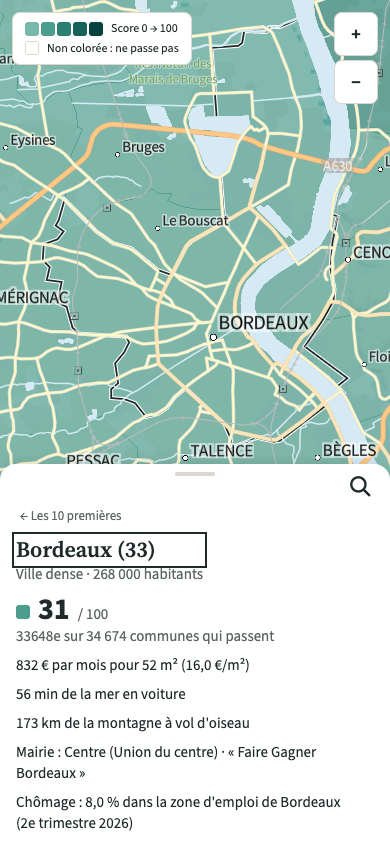 Score 0 → 100
Non colorée : ne passe pas
+
−
Marais de Bruges
Eysines
Bruges
A630
Le Bouscat
CENO
MÉRIGNAC
BORDEAUX
Floi
TALENCE
BÈGLES
PESSAC
← Les 10 premières
Bordeaux (33)
Ville dense · 268 000 habitants
31 / 100
33648e sur 34 674 communes qui passent
832 € par mois pour 52 m² (16,0 €/m²)
56 min de la mer en voiture
173 km de la montagne à vol d'oiseau
Mairie : Centre (Union du centre) · « Faire Gagner
Bordeaux »
Chômage : 8,0 % dans la zone d'emploi de Bordeaux
(2e trimestre 2026)